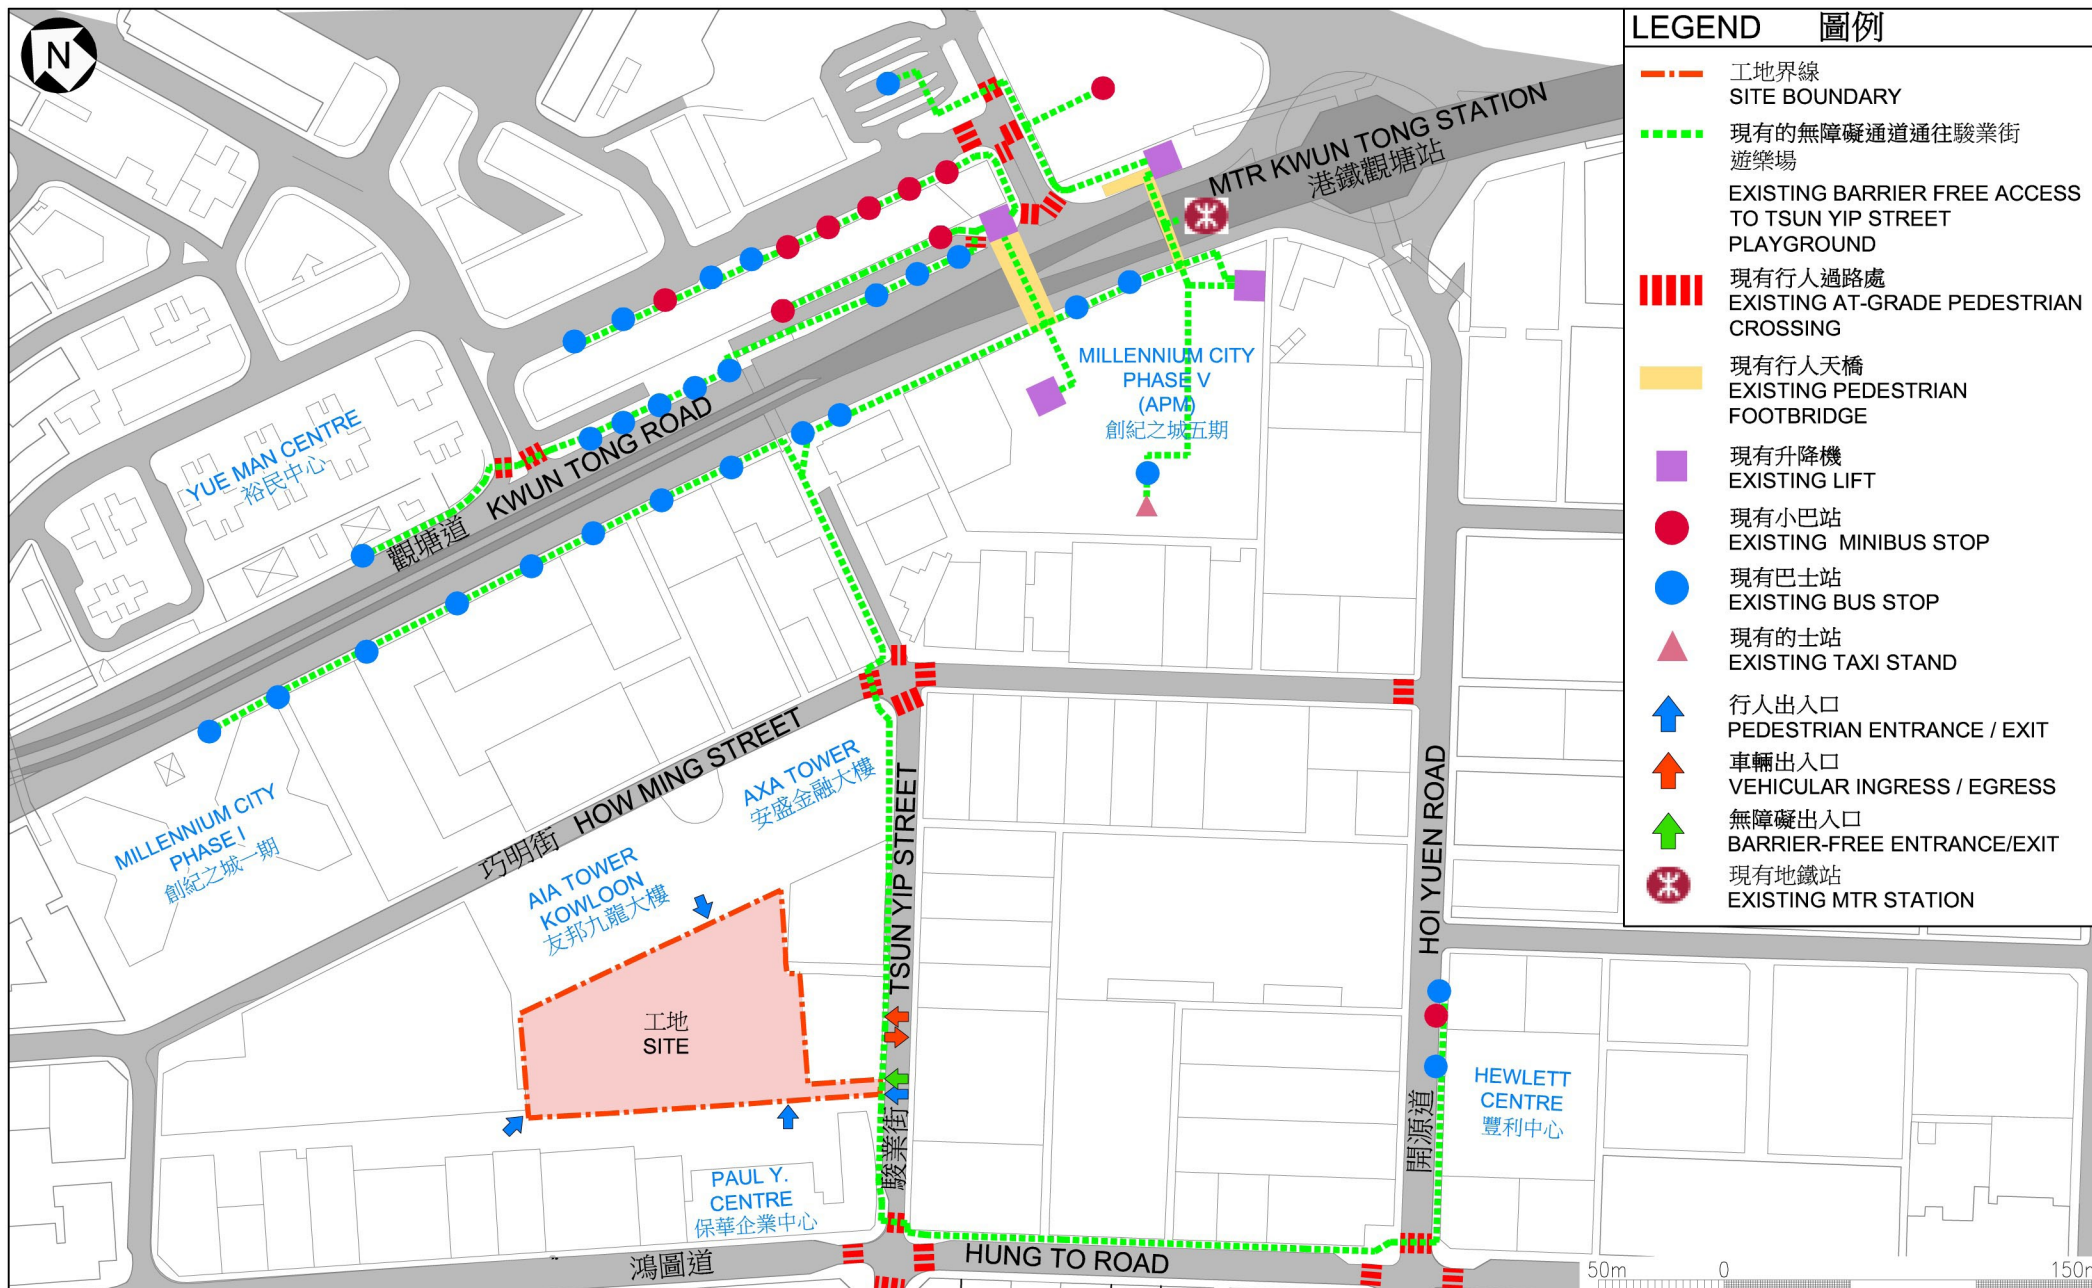 N
LEGEND 圖例
工地界線
SITE BOUNDARY
現有的無障礙通道通往駿業街
遊樂場
EXISTING BARRIER FREE ACCESS
TO TSUN YIP STREET
PLAYGROUND
現有行人過路處
EXISTING AT-GRADE PEDESTRIAN
CROSSING
現有行人天橋
EXISTING PEDESTRIAN
FOOTBRIDGE
現有升降機
EXISTING LIFT
現有小巴站
EXISTING MINIBUS STOP
現有巴士站
EXISTING BUS STOP
現有的士站
EXISTING TAXI STAND
行人出入口
PEDESTRIAN ENTRANCE / EXIT
車輛出入口
VEHICULAR INGRESS / EGRESS
無障礙出入口
BARRIER-FREE ENTRANCE/EXIT
現有地鐵站
EXISTING MTR STATION
MTR KWUN TONG STATION
港鐵觀塘站
MILLENNIUM CITY
PHASE V
(APM)
創紀之城五期
YUE MAN CENTRE
裕民中心
觀塘道 KWUN TONG ROAD
MILLENNIUM CITY
PHASE I
創紀之城一期
巧明街 HOW MING STREET
AXA TOWER
安盛金融大樓
AIA TOWER
KOWLOON
友邦九龍大樓
TSUN YIP STREET
駿業街
HOI YUEN ROAD
開源道
工地
SITE
HEWLETT
CENTRE
豐利中心
PAUL Y.
CENTRE
保華企業中心
鴻圖道 HUNG TO ROAD
50m 0 150m